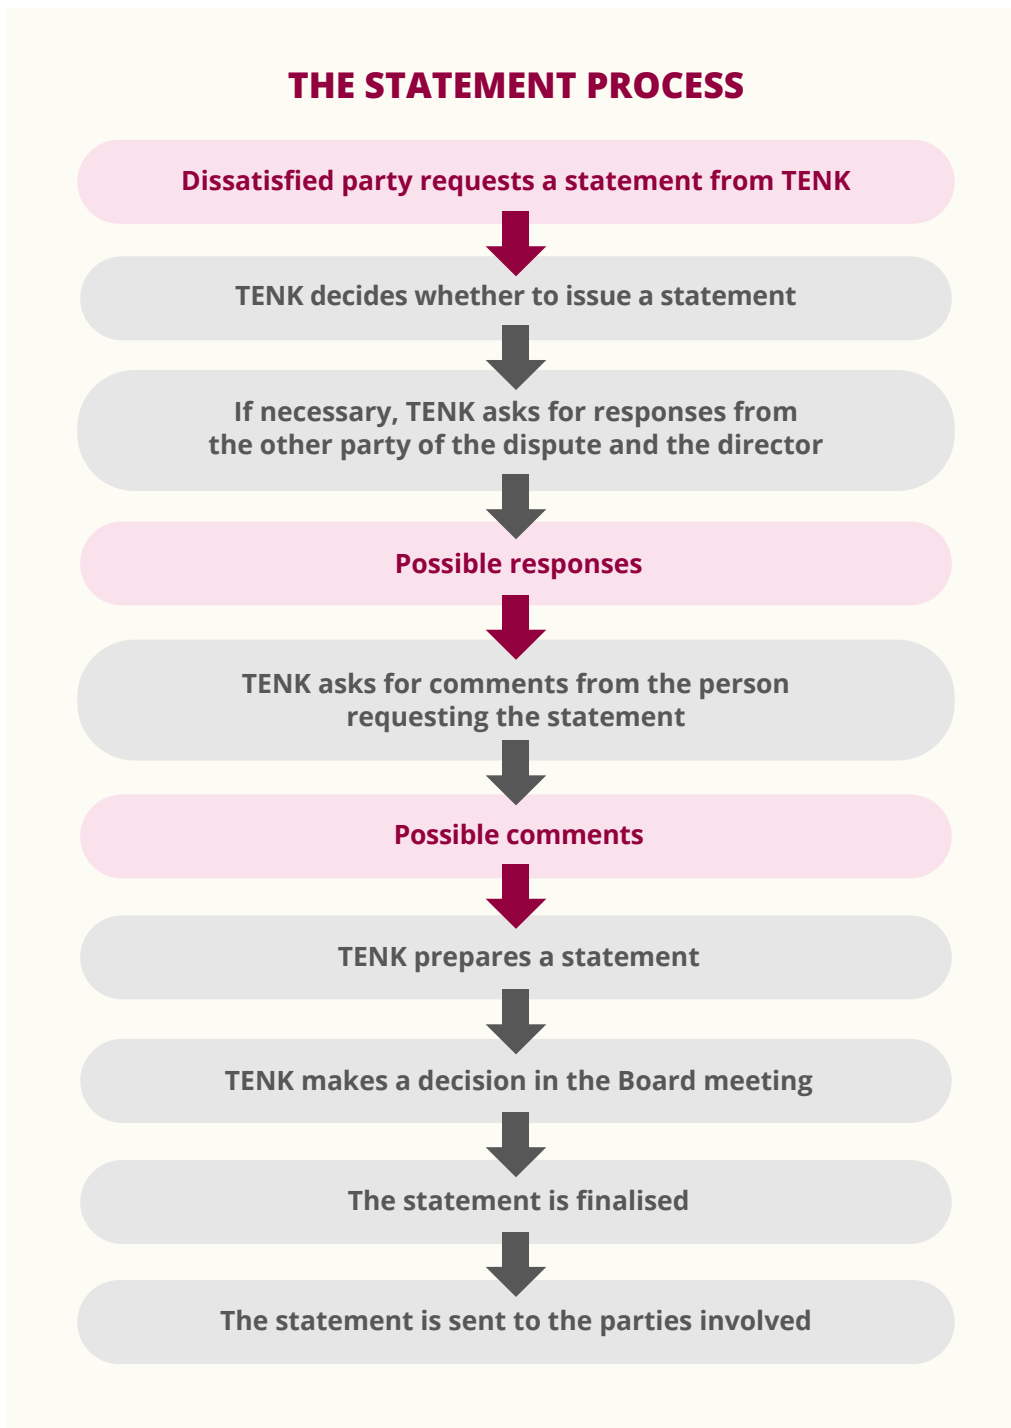 THE STATEMENT PROCESS
Dissatisfied party requests a statement from TENK
TENK decides whether to issue a statement
If necessary, TENK asks for responses from
the other party of the dispute and the director
Possible responses
TENK asks for comments from the person
requesting the statement
Possible comments
TENK prepares a statement
TENK makes a decision in the Board meeting
The statement is finalised
The statement is sent to the parties involved